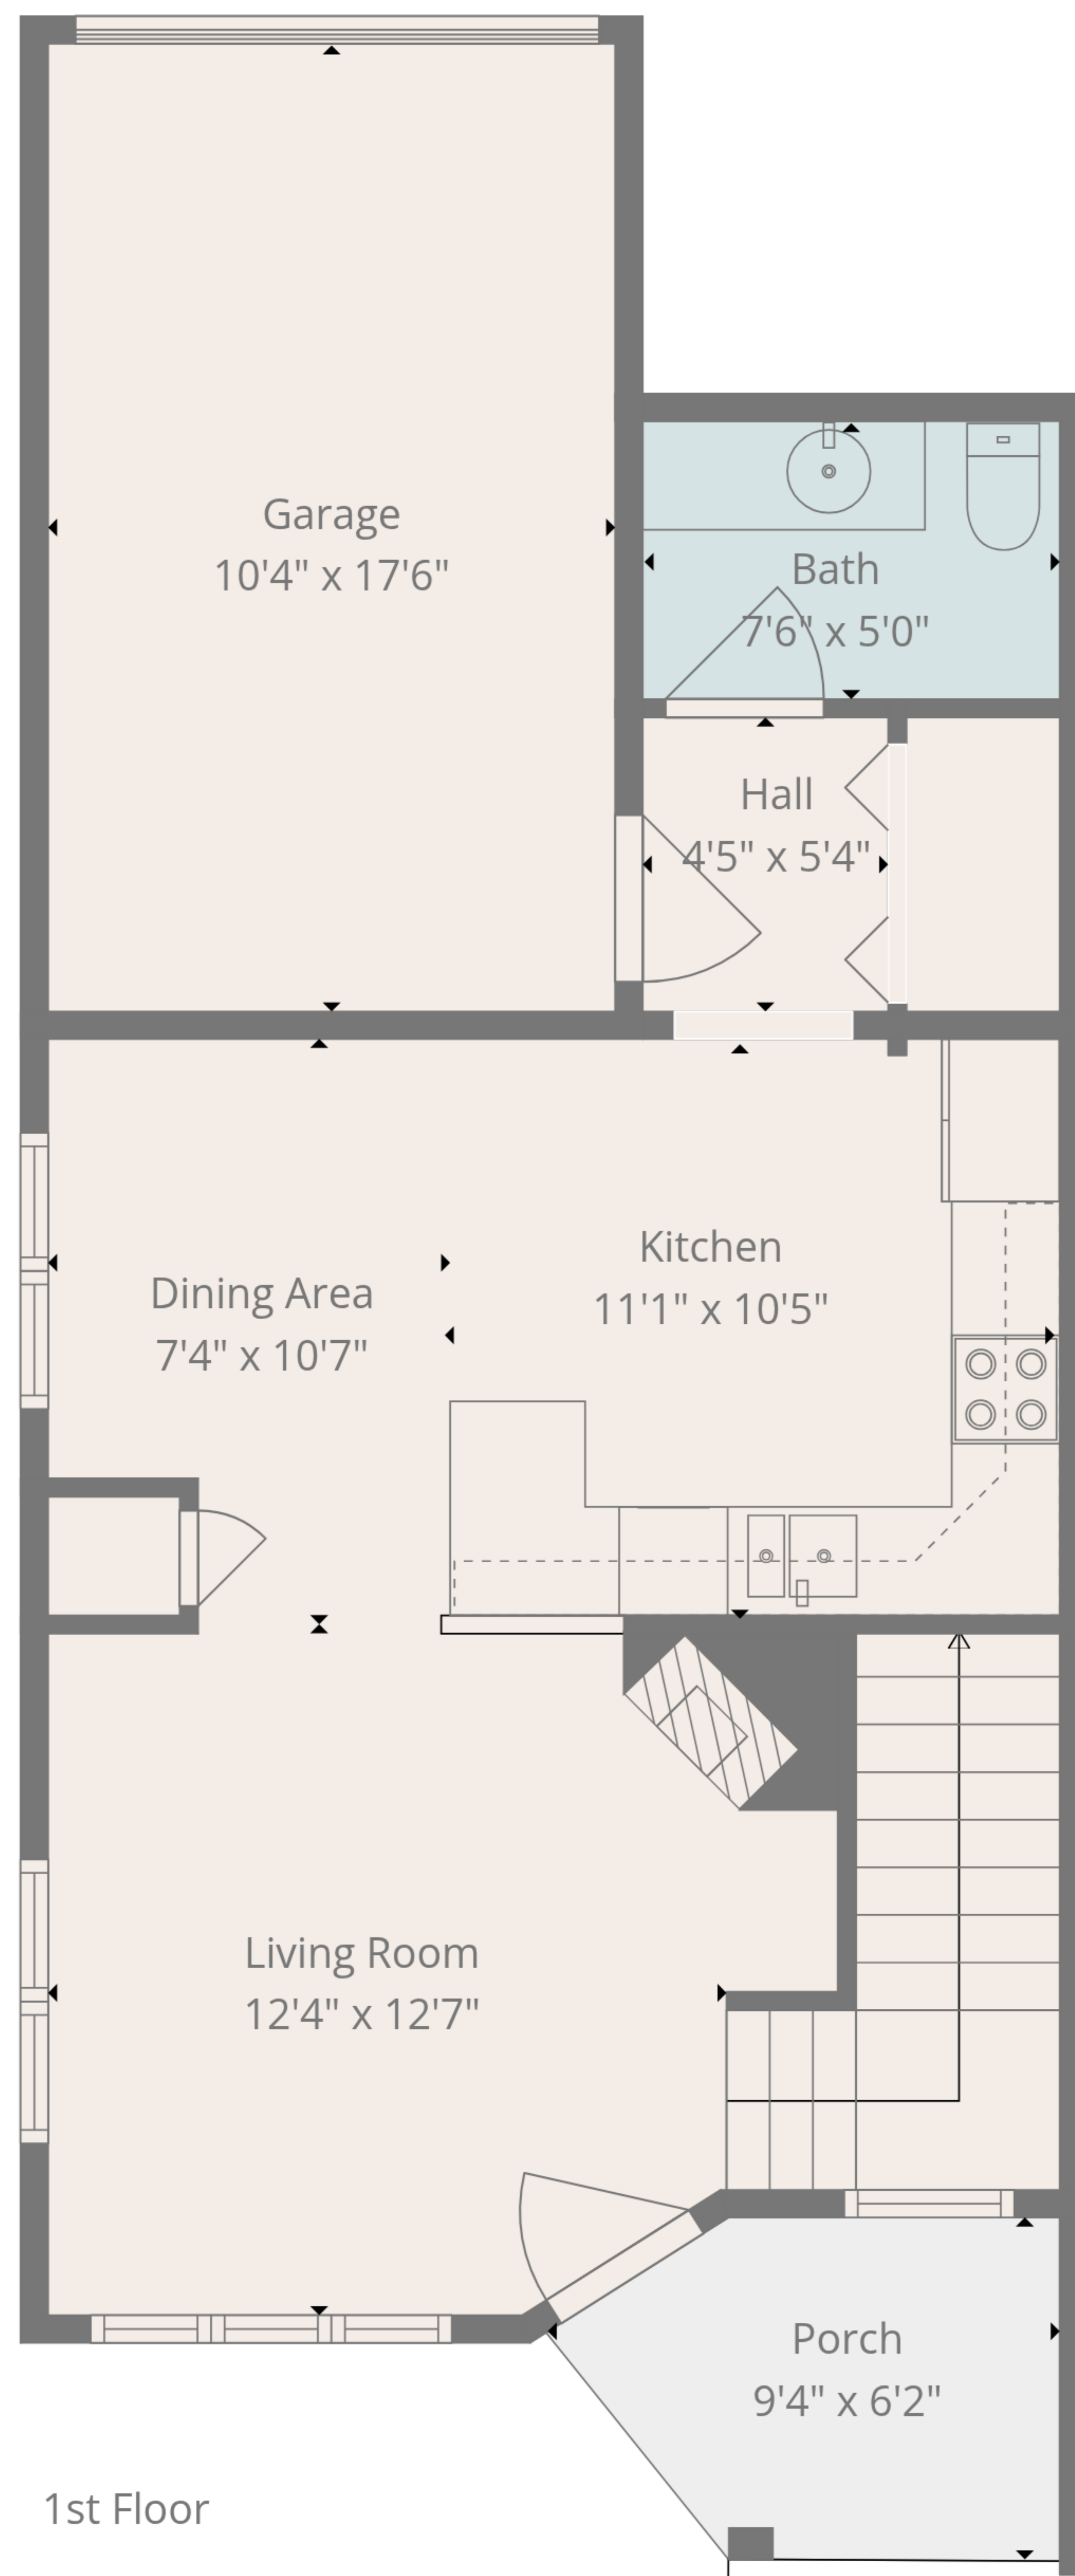 Garage
10'4" x 17'6"
Bath
7'6" x 5'0"
Hall
4'5" x 5'4"
Kitchen
11'1" x 10'5"
Dining Area
7'4" x 10'7"
Living Room
12'4" x 12'7"
Porch
9'4" x 6'2"
1st Floor